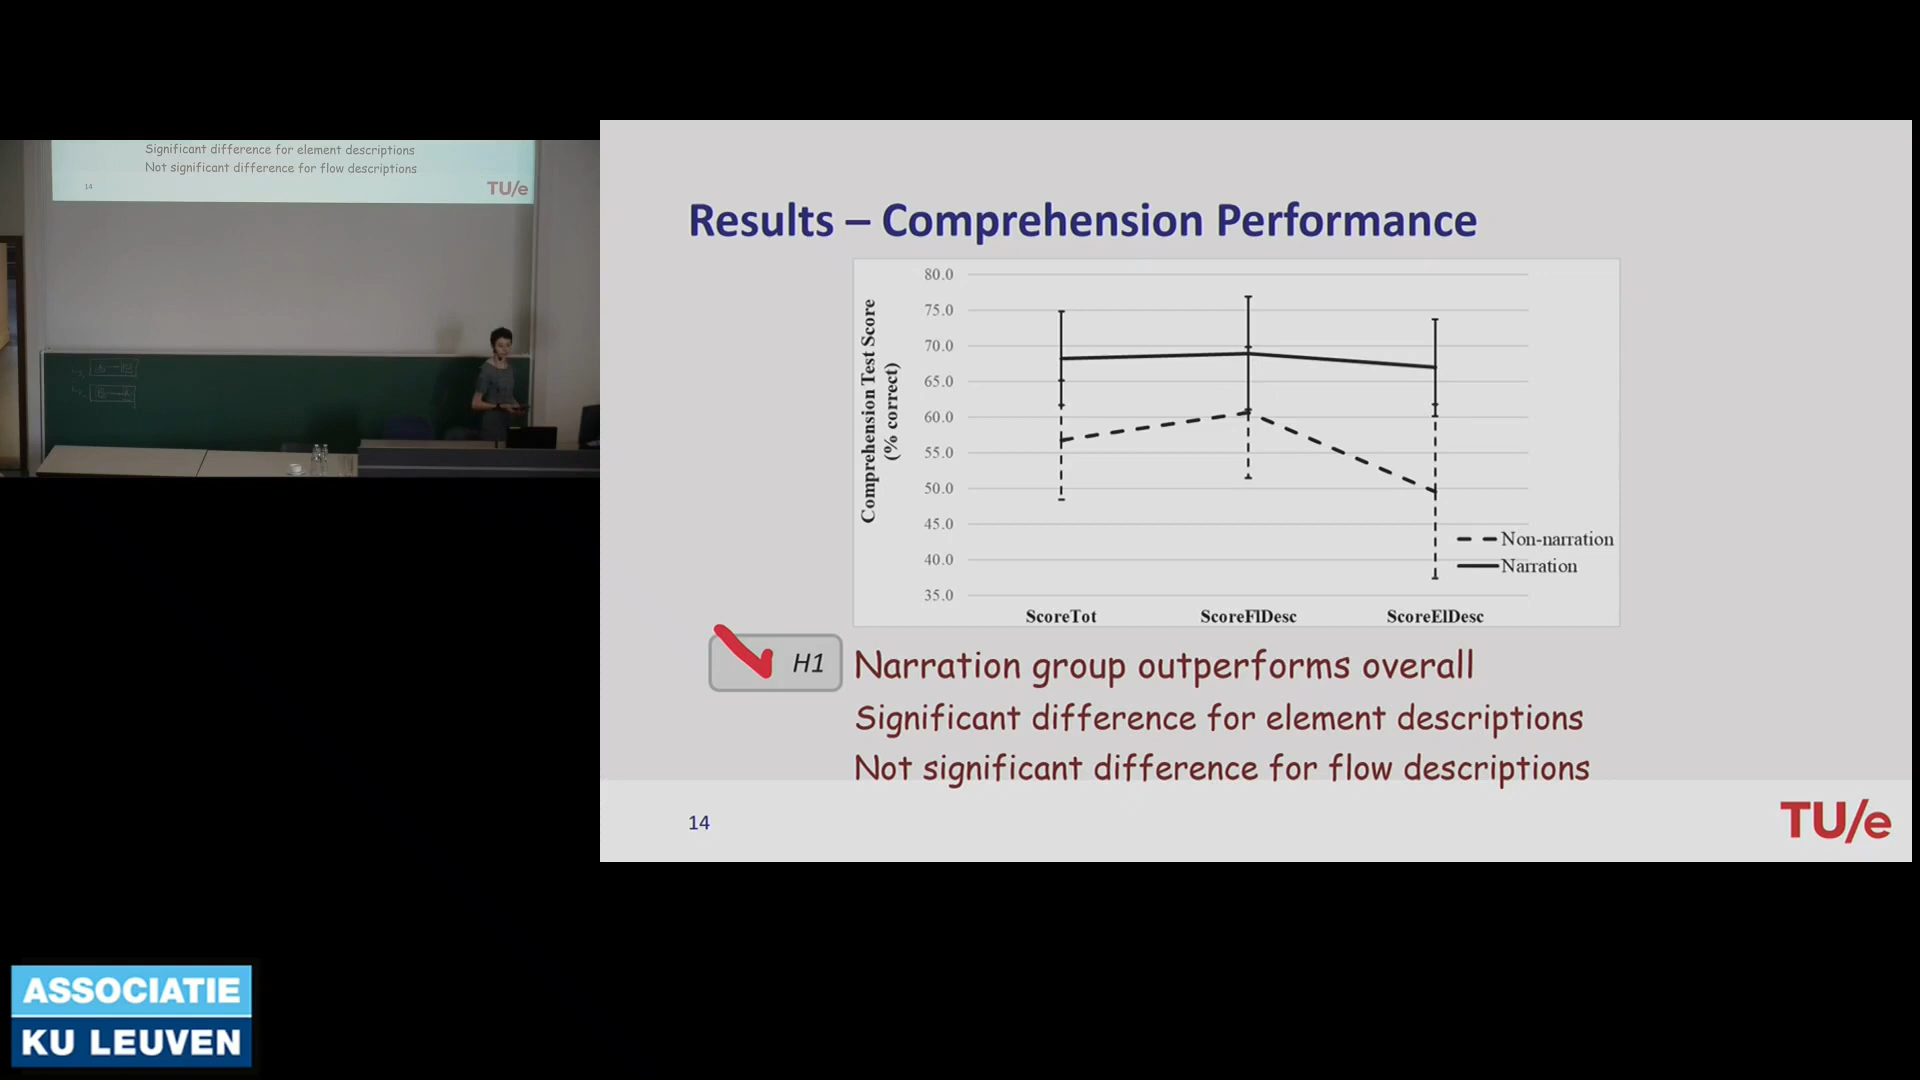 Significant difference for element descriptions
Not significant difference for flow descriptions
14
TU/e
Results – Comprehension Performance
Comprehension Test Score
(% correct)
80.0
75.0
70.0
65.0
60.0
55.0
50.0
45.0
40.0
35.0
Non-narration
Narration
ScoreTot ScoreFlDesc ScoreElDesc
H1 Narration group outperforms overall
Significant difference for element descriptions
Not significant difference for flow descriptions
14
TU/e
ASSOCIATIE
KU LEUVEN